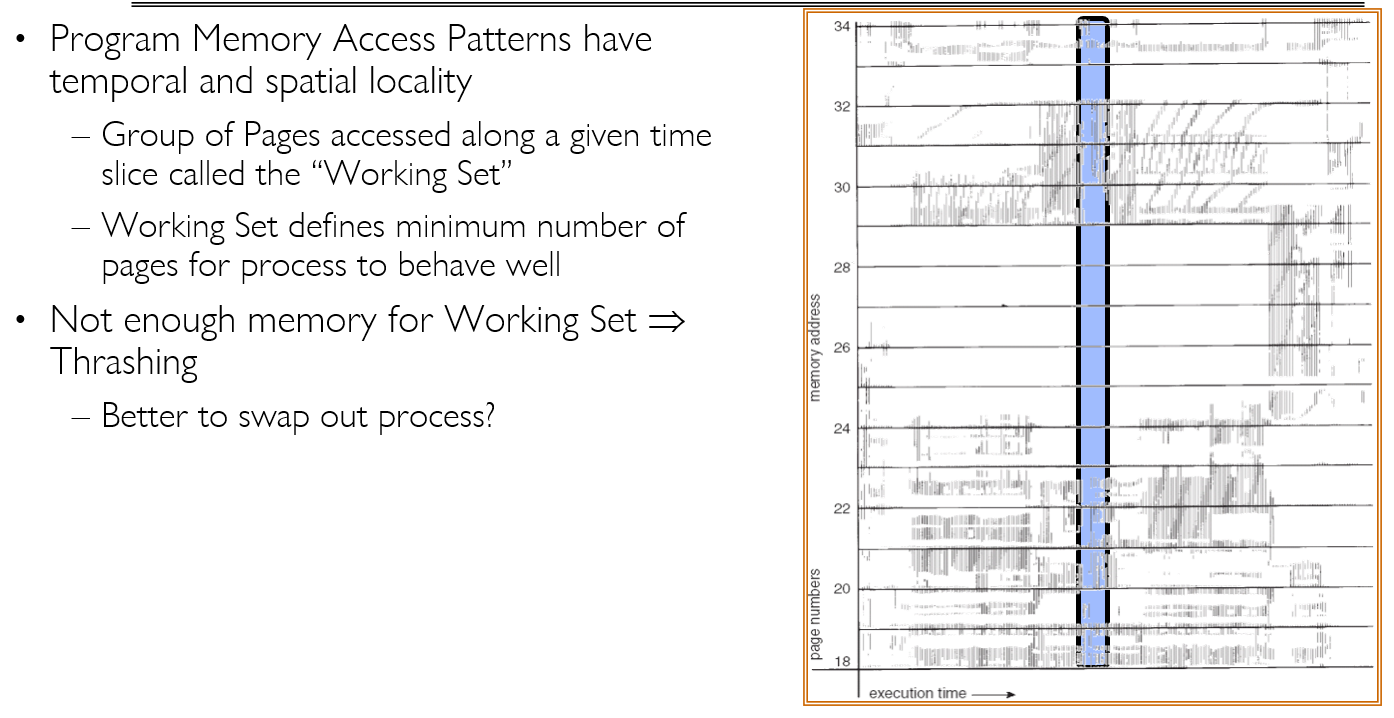 • Program Memory Access Patterns have
temporal and spatial locality
– Group of Pages accessed along a given time
slice called the “Working Set”
– Working Set defines minimum number of
pages for process to behave well
• Not enough memory for Working Set ⇒
Thrashing
– Better to swap out process?
34
32
30
28
26
24
22
20
18
memory address
page numbers
execution time